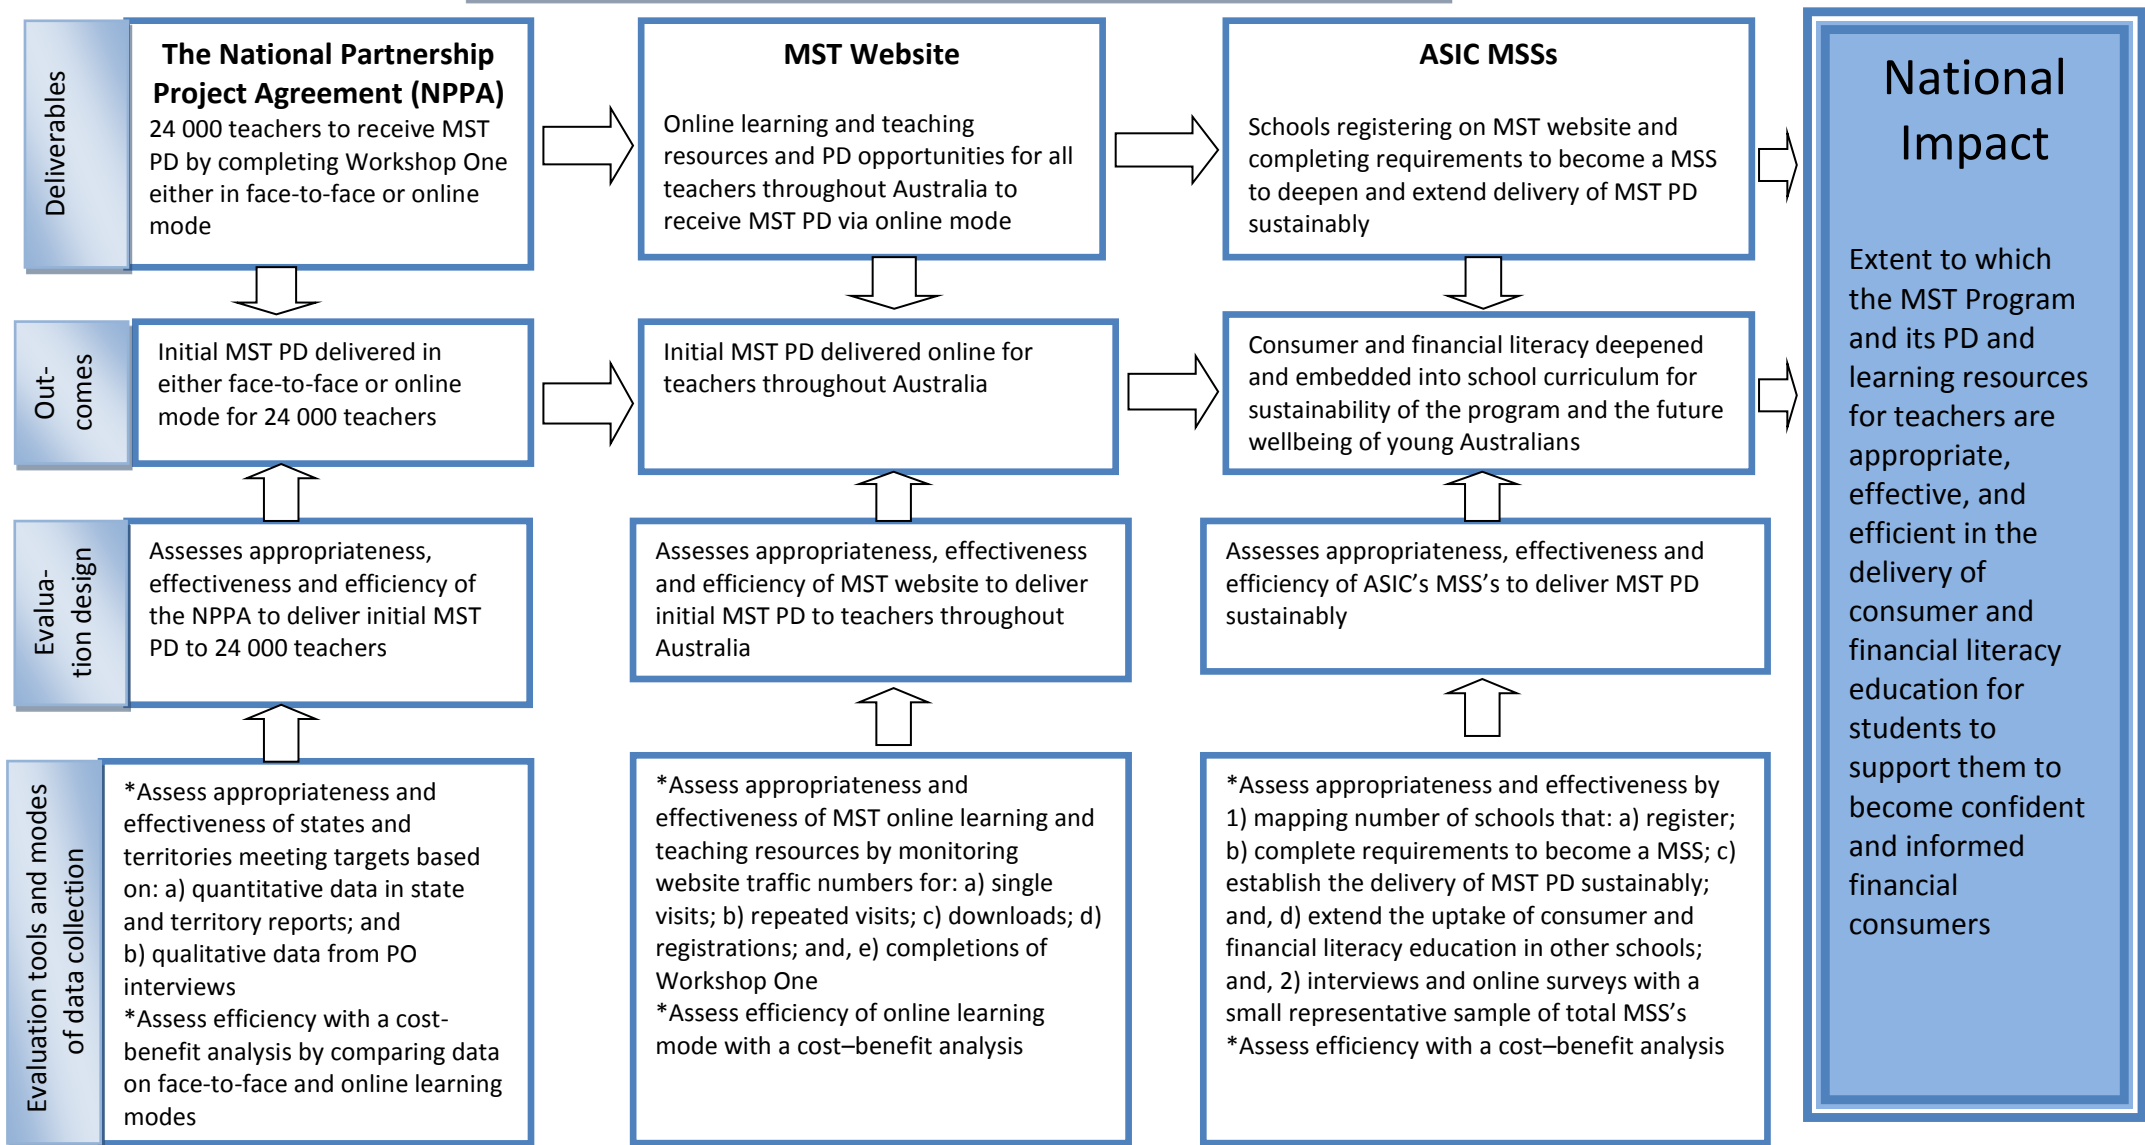 Deliverables
The National Partnership
Project Agreement (NPPA)
24 000 teachers to receive MST
PD by completing Workshop One
either in face-to-face or online
mode
MST Website
Online learning and teaching
resources and PD opportunities for all
teachers throughout Australia to
receive MST PD via online mode
ASIC MSSs
Schools registering on MST website and
completing requirements to become a MSS
to deepen and extend delivery of MST PD
sustainably
Out-
comes
Initial MST PD delivered in
either face-to-face or online
mode for 24 000 teachers
Initial MST PD delivered online for
teachers throughout Australia
Consumer and financial literacy deepened
and embedded into school curriculum for
sustainability of the program and the future
wellbeing of young Australians
Evalua-
tion design
Assesses appropriateness,
effectiveness and efficiency of
the NPPA to deliver initial MST
PD to 24 000 teachers
Assesses appropriateness, effectiveness
and efficiency of MST website to deliver
initial MST PD to teachers throughout
Australia
Assesses appropriateness, effectiveness and
efficiency of ASIC’s MSS’s to deliver MST PD
sustainably
Evaluation tools and modes
of data collection
*Assess appropriateness and
effectiveness of states and
territories meeting targets based
on: a) quantitative data in state
and territory reports; and
b) qualitative data from PO
interviews
*Assess efficiency with a cost-
benefit analysis by comparing data
on face-to-face and online learning
modes
*Assess appropriateness and
effectiveness of MST online learning and
teaching resources by monitoring
website traffic numbers for: a) single
visits; b) repeated visits; c) downloads; d)
registrations; and, e) completions of
Workshop One
*Assess efficiency of online learning
mode with a cost–benefit analysis
*Assess appropriateness and effectiveness by
1) mapping number of schools that: a) register;
b) complete requirements to become a MSS; c)
establish the delivery of MST PD sustainably;
and, d) extend the uptake of consumer and
financial literacy education in other schools;
and, 2) interviews and online surveys with a
small representative sample of total MSS’s
*Assess efficiency with a cost–benefit analysis
National
Impact
Extent to which
the MST Program
and its PD and
learning resources
for teachers are
appropriate,
effective, and
efficient in the
delivery of
consumer and
financial literacy
education for
students to
support them to
become confident
and informed
financial
consumers